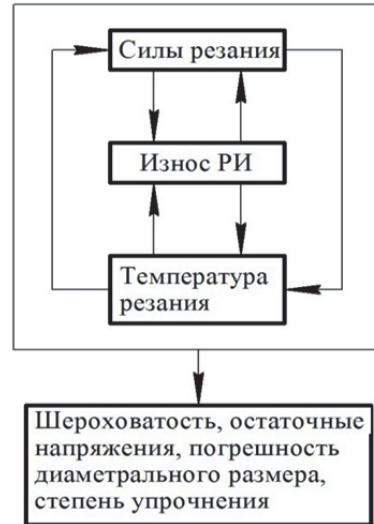 Силы резания
Износ РИ
Температура
резания
Шероховатость, остаточные
напряжения, погрешность
диаметрального размера,
степень упрочнения